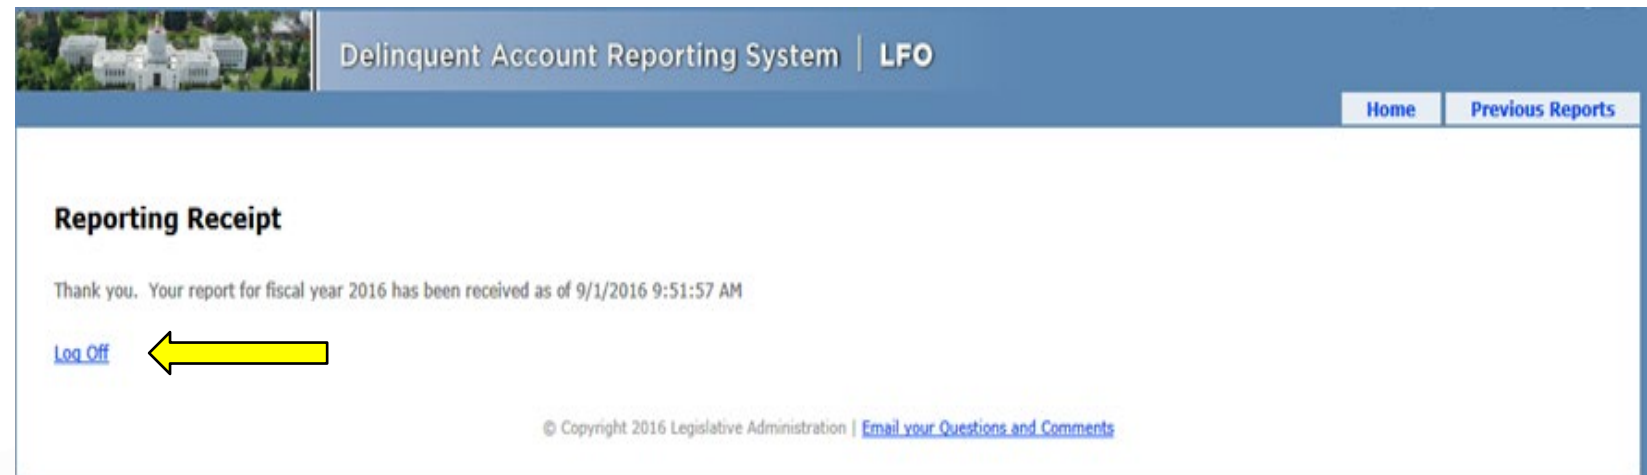 Delinquent Account Reporting System | LFO
Home Previous Reports
Reporting Receipt
Thank you. Your report for fiscal year 2016 has been received as of 9/1/2016 9:51:57 AM
Log Off
© Copyright 2016 Legislative Administration | Email your Questions and Comments